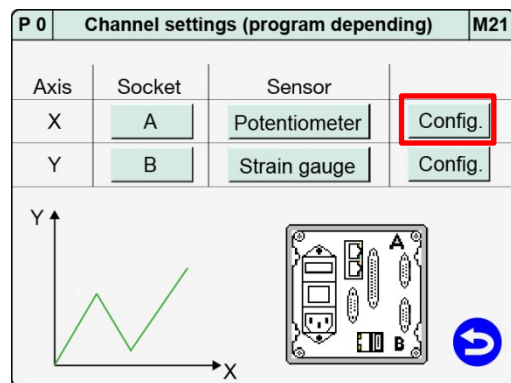 P 0 Channel settings (program depending) M21
Axis Socket Sensor
X A Potentiometer Config.
Y B Strain gauge Config.
Y
A
B
X